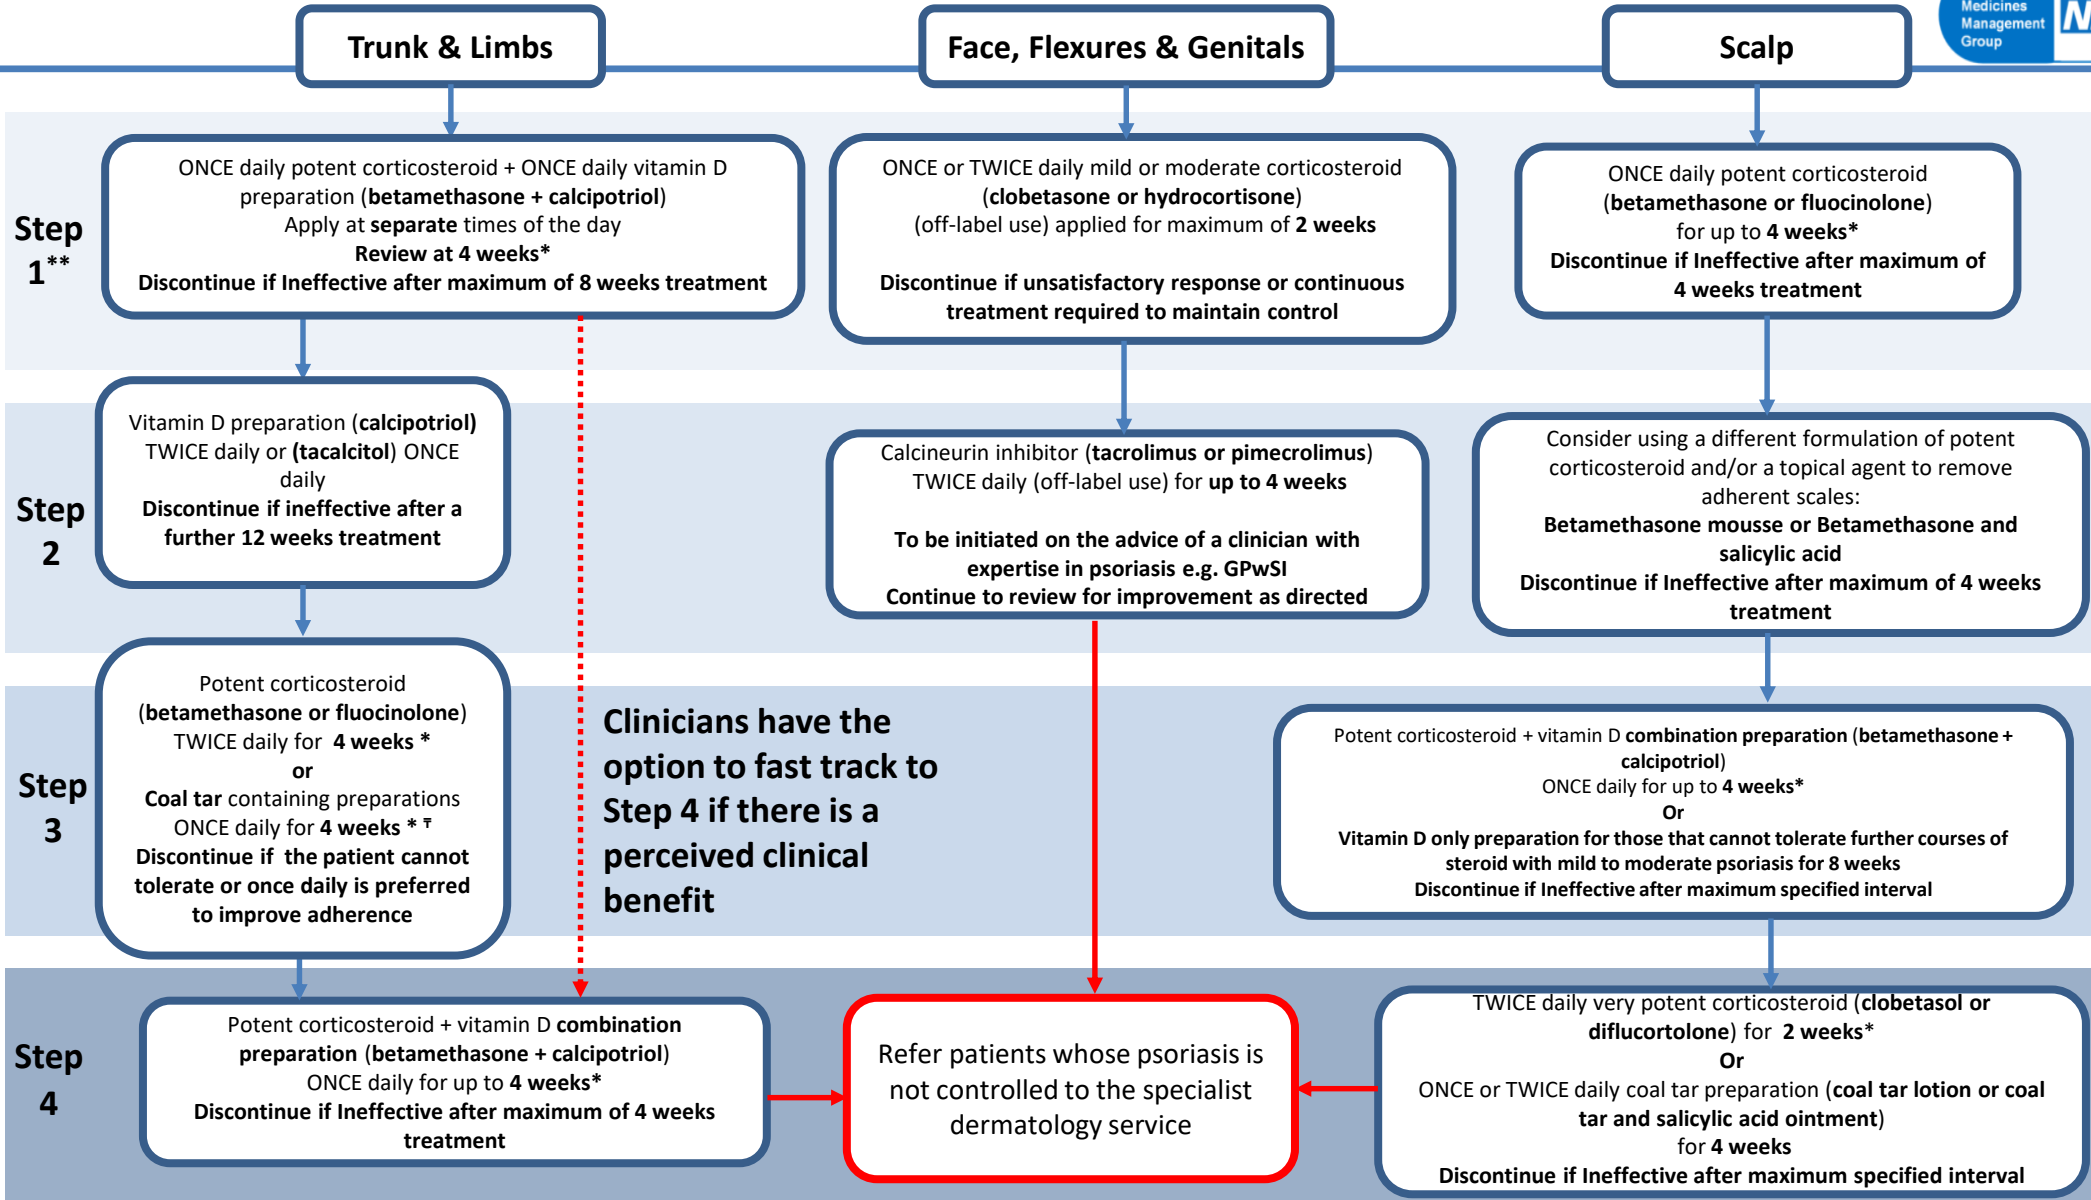 Medicines
Management
Group
Trunk & Limbs
Face, Flexures & Genitals
Scalp
Step
1**
ONCE daily potent corticosteroid + ONCE daily vitamin D
preparation (betamethasone + calcipotriol)
Apply at separate times of the day
Review at 4 weeks*
Discontinue if Ineffective after maximum of 8 weeks treatment
ONCE or TWICE daily mild or moderate corticosteroid
(clobetasone or hydrocortisone)
(off-label use) applied for maximum of 2 weeks
Discontinue if unsatisfactory response or continuous
treatment required to maintain control
ONCE daily potent corticosteroid
(betamethasone or fluocinolone)
for up to 4 weeks*
Discontinue if Ineffective after maximum of
4 weeks treatment
Step
2
Vitamin D preparation (calcipotriol)
TWICE daily or (tacalcitol) ONCE
daily
Discontinue if ineffective after a
further 12 weeks treatment
Calcineurin inhibitor (tacrolimus or pimecrolimus)
TWICE daily (off-label use) for up to 4 weeks
To be initiated on the advice of a clinician with
expertise in psoriasis e.g. GPwSI
Continue to review for improvement as directed
Consider using a different formulation of potent
corticosteroid and/or a topical agent to remove
adherent scales:
Betamethasone mousse or Betamethasone and
salicylic acid
Discontinue if Ineffective after maximum of 4 weeks
treatment
Step
3
Potent corticosteroid
(betamethasone or fluocinolone)
TWICE daily for 4 weeks *
or
Coal tar containing preparations
ONCE daily for 4 weeks * ₸
Discontinue if the patient cannot
tolerate or once daily is preferred
to improve adherence
Clinicians have the
option to fast track to
Step 4 if there is a
perceived clinical
benefit
Potent corticosteroid + vitamin D combination preparation (betamethasone +
calcipotriol)
ONCE daily for up to 4 weeks*
Or
Vitamin D only preparation for those that cannot tolerate further courses of
steroid with mild to moderate psoriasis for 8 weeks
Discontinue if Ineffective after maximum specified interval
Step
4
Potent corticosteroid + vitamin D combination
preparation (betamethasone + calcipotriol)
ONCE daily for up to 4 weeks*
Discontinue if Ineffective after maximum of 4 weeks
treatment
Refer patients whose psoriasis is
not controlled to the specialist
dermatology service
TWICE daily very potent corticosteroid (clobetasol or
diflucortolone) for 2 weeks*
Or
ONCE or TWICE daily coal tar preparation (coal tar lotion or coal
tar and salicylic acid ointment)
for 4 weeks
Discontinue if Ineffective after maximum specified interval